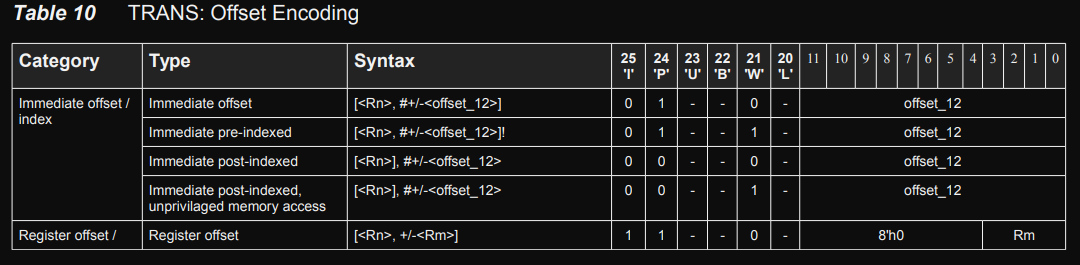 Table 10 TRANS: Offset Encoding
Category Type Syntax 25 'I' 24 'P' 23 'U' 22 'B' 21 'W' 20 'L' 11 10 9 8 7 6 5 4 3 2 1 0
Immediate offset / index Immediate offset [<Rn>, #+/-<offset_12>] 0 1 - - 0 - offset_12
Immediate pre-indexed [<Rn>, #+/-<offset_12>]! 0 1 - - 1 - offset_12
Immediate post-indexed [<Rn>], #+/-<offset_12> 0 0 - - 0 - offset_12
Immediate post-indexed, unprivilaged memory access [<Rn>], #+/-<offset_12> 0 0 - - 1 - offset_12
Register offset / Register offset [<Rn>, +/-<Rm>] 1 1 - - 0 - 8'h0 Rm